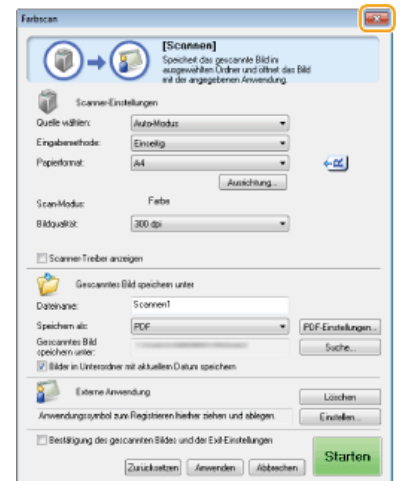 Farbscan
[Scannen]
Speichert das gescannte Bild in
ausgewählten Ordner und öffnet das Bild
mit der angegebenen Anwendung.
Scanner-Einstellungen
Quelle wählen:
Auto-Modus
Eingabemethode:
Einseitig
Papierformat:
A4
Ausrichtung...
Scan-Modus:
Farbe
Bildqualität:
300 dpi
Scanner-Treiber anzeigen
Gescanntes Bild speichern unter
Dateiname:
Scannen1
Speichern als:
PDF
PDF-Einstellungen...
Gescanntes Bild
speichern unter:
Suche...
Bilder in Unterordner mit aktuellem Datum speichern
Externe Anwendung
Löschen
Anwendungssymbol zum Registrieren hierher ziehen und ablegen.
Einstellen...
Bestätigung des gescannten Bildes und der Exif-Einstellungen
Starten
Zurücksetzen
Anwenden
Abbrechen